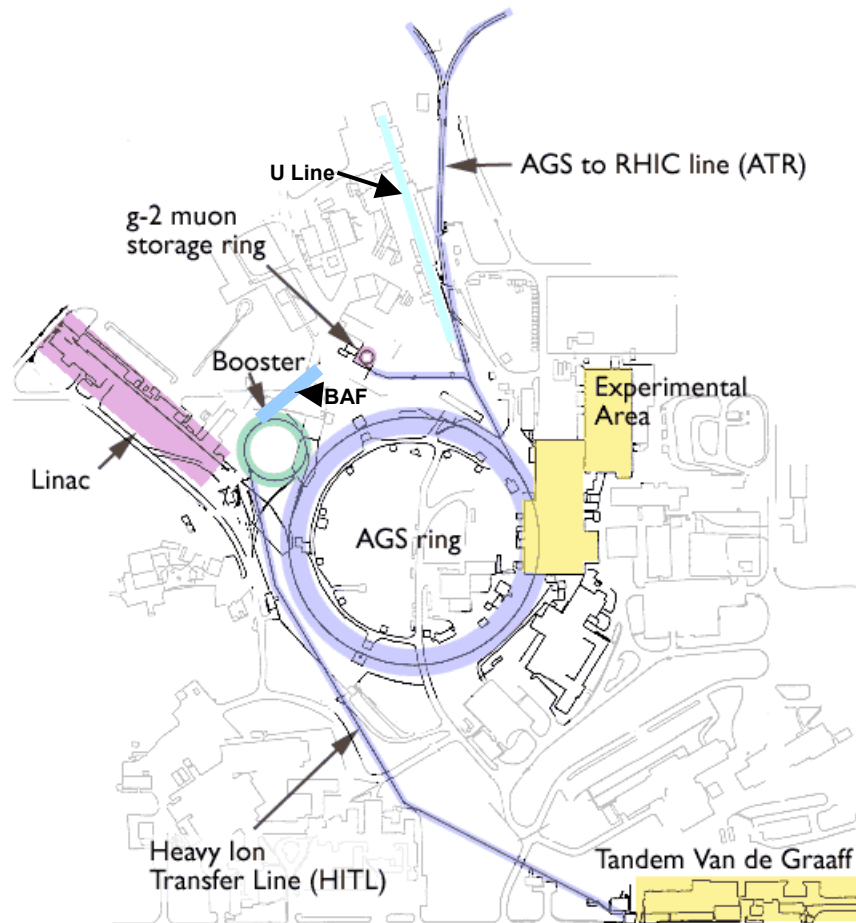 U Line
AGS to RHIC line (ATR)
g-2 muon
storage ring
Booster
BAF
Experimental
Area
Linac
AGS ring
Heavy Ion
Transfer Line (HITL)
Tandem Van de Graaff